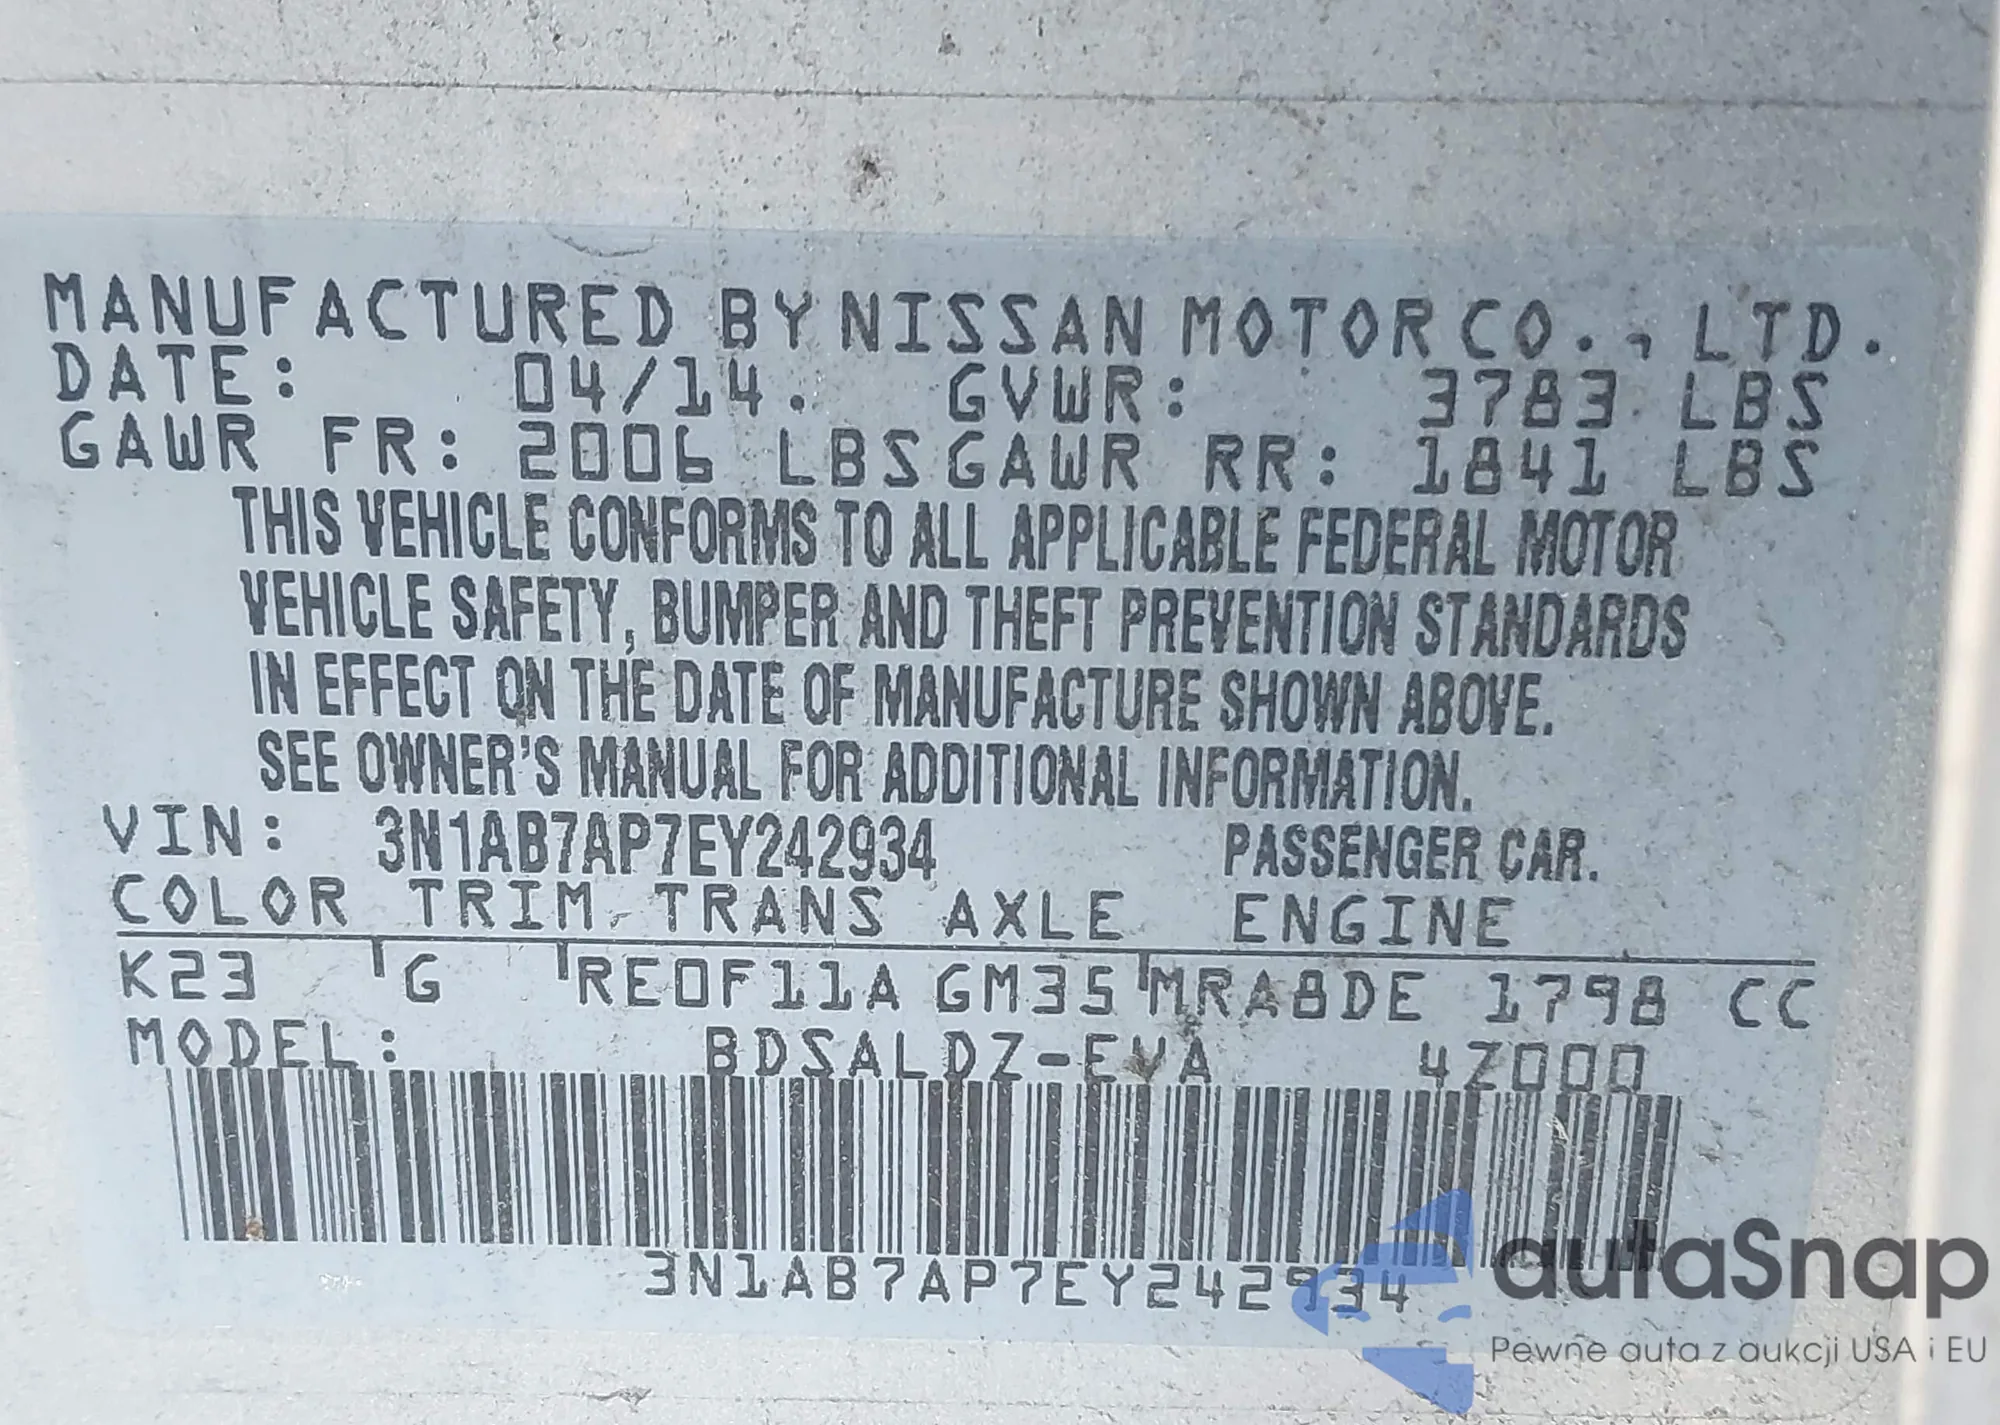 MANUFACTURED BY NISSAN MOTOR CO., LTD.
DATE: 04/14. GVWR: 3783 LBS
GAWR FR: 2006 LBS GAWR RR: 1841 LBS
THIS VEHICLE CONFORMS TO ALL APPLICABLE FEDERAL MOTOR
VEHICLE SAFETY, BUMPER AND THEFT PREVENTION STANDARDS
IN EFFECT ON THE DATE OF MANUFACTURE SHOWN ABOVE.
SEE OWNER'S MANUAL FOR ADDITIONAL INFORMATION.
VIN: 3N1AB7AP7EY242934 PASSENGER CAR.
COLOR TRIM TRANS AXLE ENGINE
K23 G RE0F11A GM35 MRA8DE 1798 CC
MODEL: BDSALDZ-EVA 4Z000
3N1AB7AP7EY242934
autaSnap
Pewne auta z aukcji USA i EU